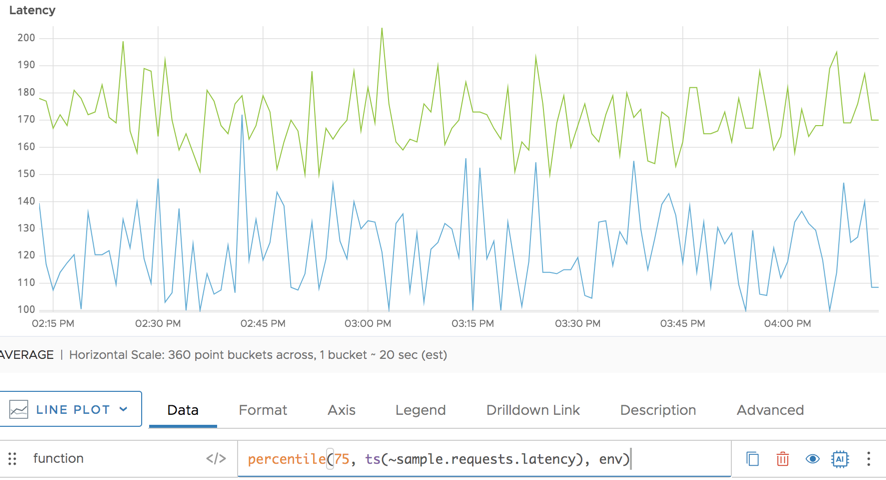 Latency
200
190
180
170
160
150
140
130
120
110
100
02:15 PM 02:30 PM 02:45 PM 03:00 PM 03:15 PM 03:30 PM 03:45 PM 04:00 PM
AVERAGE | Horizontal Scale: 360 point buckets across, 1 bucket ~ 20 sec (est)
LINE PLOT Data Format Axis Legend Drilldown Link Description Advanced
function </> percentile(75, ts(~sample.requests.latency), env) AI